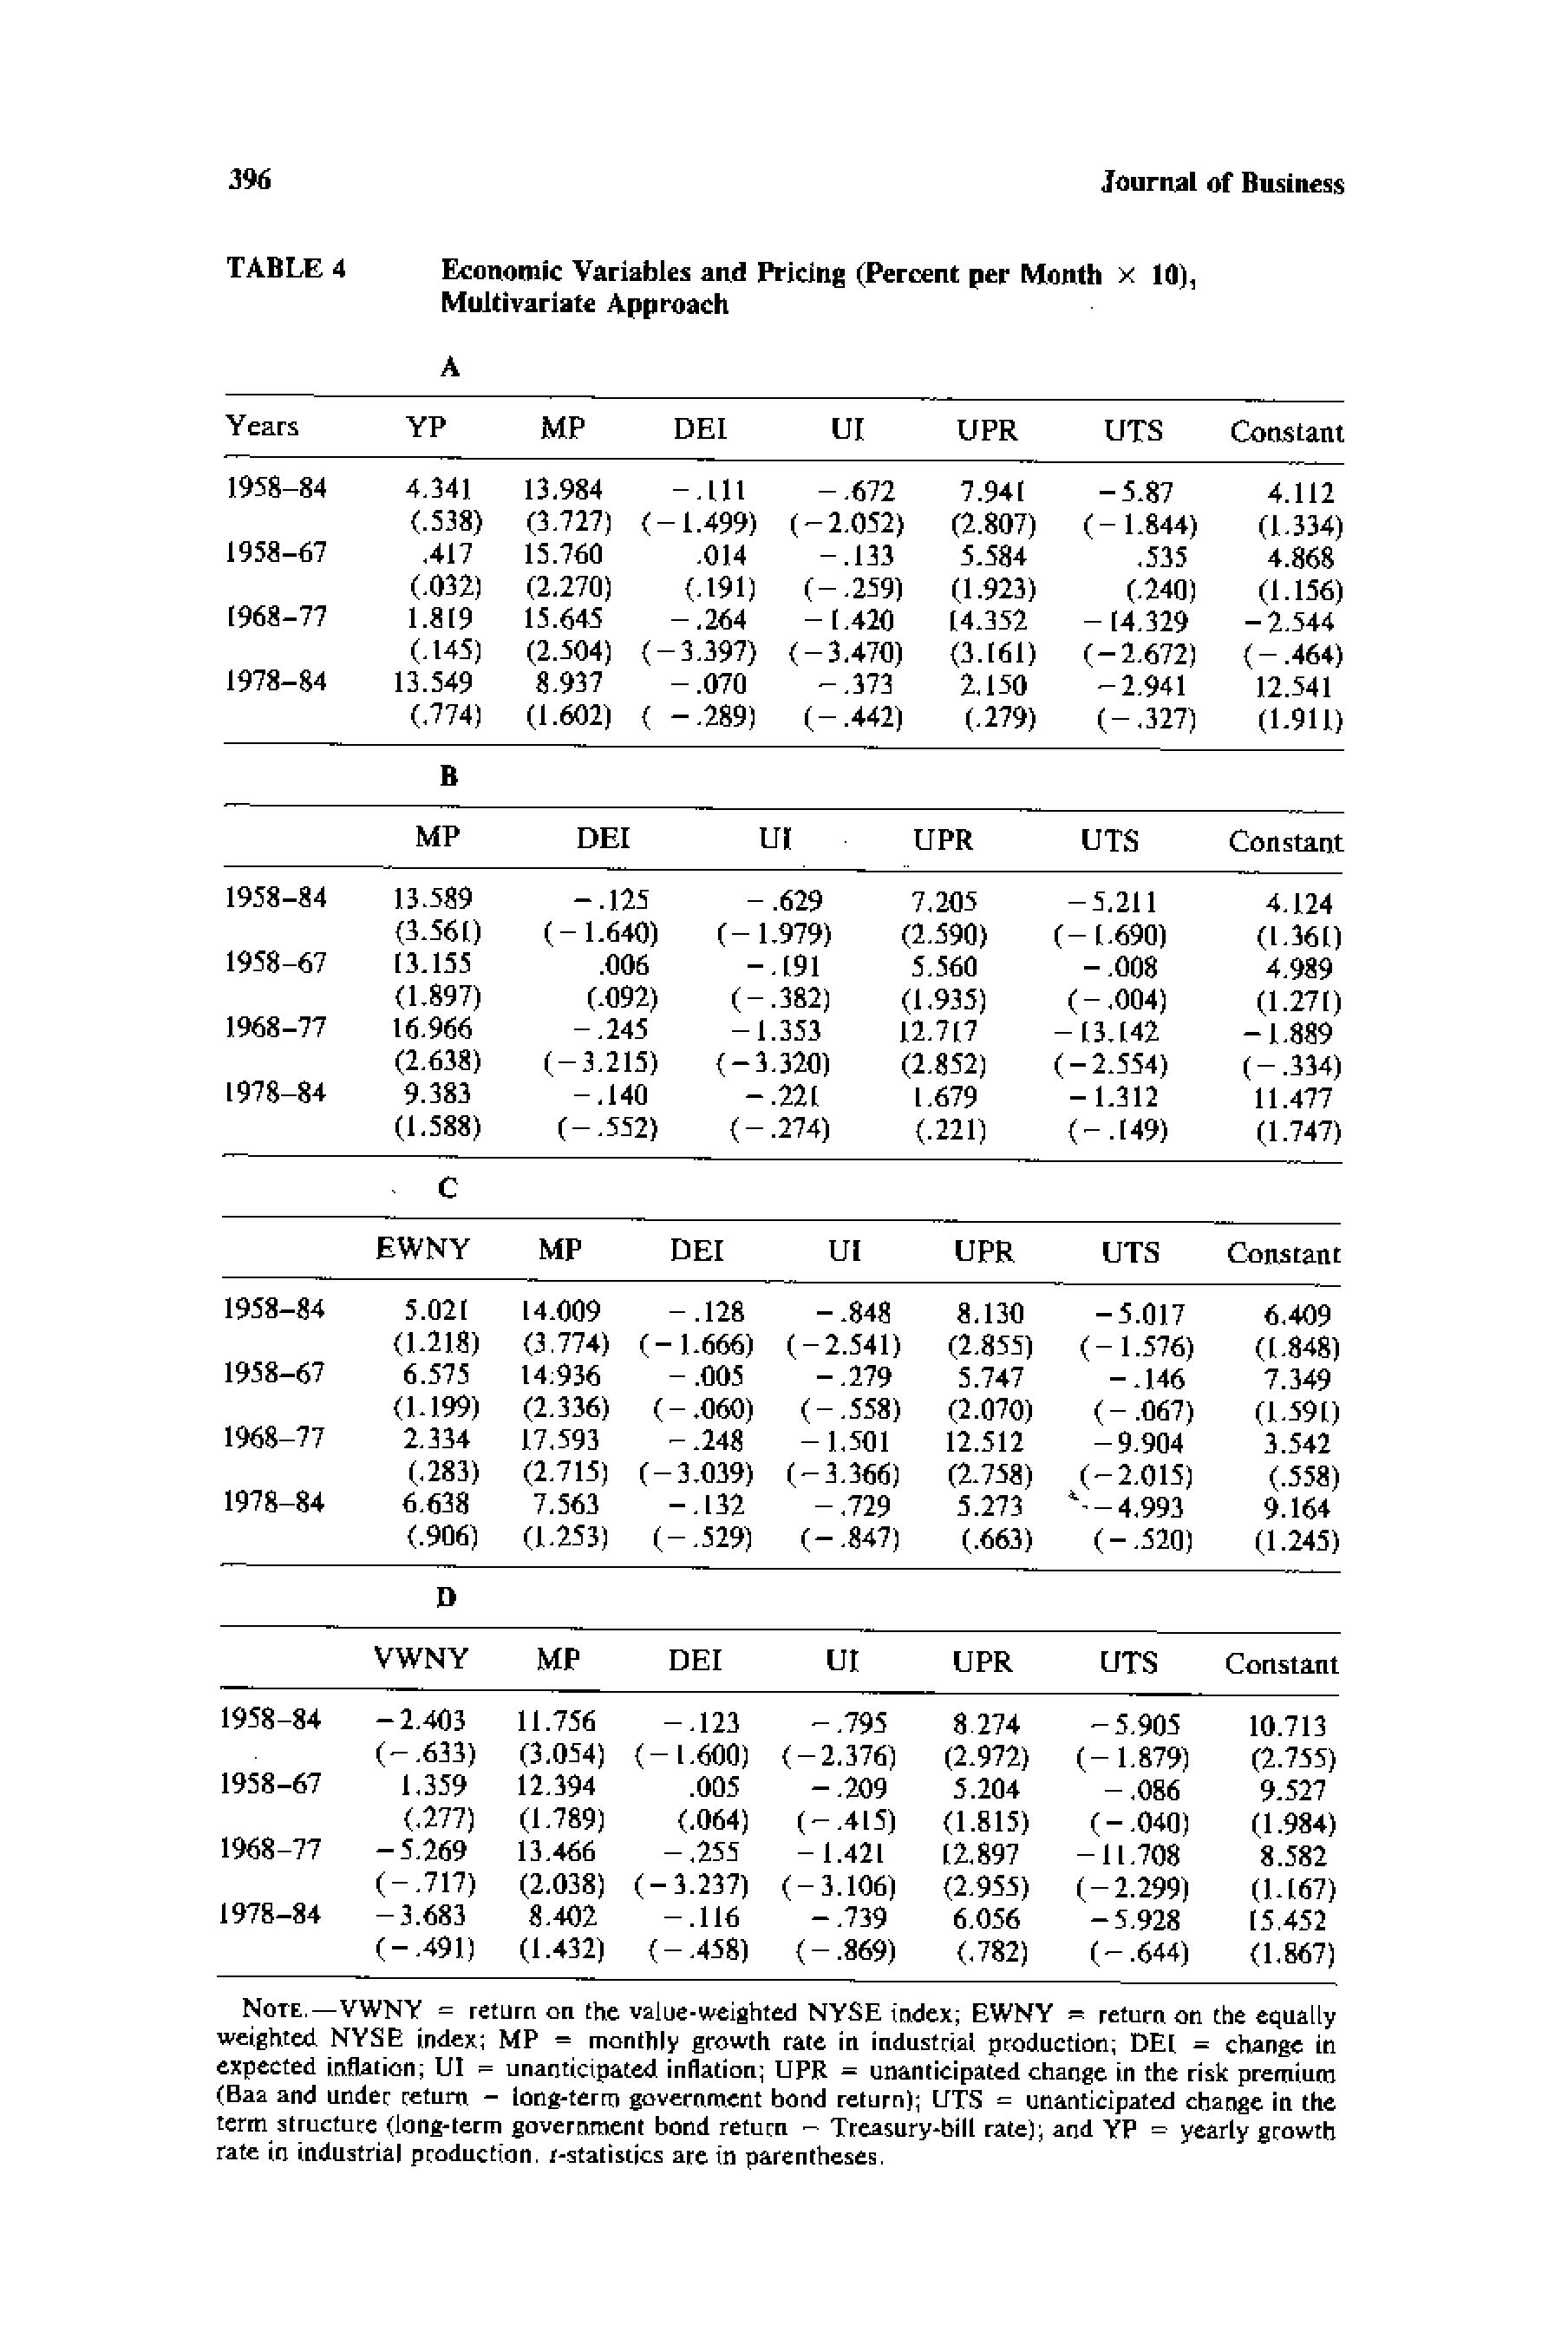 396 Journal of Business
TABLE 4 Economic Variables and Pricing (Percent per Month × 10),
Multivariate Approach
A
Years YP MP DEI UI UPR UTS Constant
1958–84 4.341 13.984 −.111 −.672 7.941 −5.87 4.112
(.538) (3.727) (−1.499) (−2.052) (2.807) (−1.844) (1.334)
1958–67 .417 15.760 .014 −.133 5.584 .535 4.868
(.032) (2.270) (.191) (−.259) (1.923) (.240) (1.156)
1968–77 1.819 15.645 −.264 −1.420 14.352 −14.329 −2.544
(.145) (2.504) (−3.397) (−3.470) (3.161) (−2.672) (−.464)
1978–84 13.549 8.937 −.070 −.373 2.150 −2.941 12.541
(.774) (1.602) (−.289) (−.442) (.279) (−.327) (1.911)
B
MP DEI UI UPR UTS Constant
1958–84 13.589 −.125 −.629 7.205 −5.211 4.124
(3.561) (−1.640) (−1.979) (2.590) (−1.690) (1.361)
1958–67 13.155 .006 −.191 5.560 −.008 4.989
(1.897) (.092) (−.382) (1.935) (−.004) (1.271)
1968–77 16.966 −.245 −1.353 12.717 −13.142 −1.889
(2.638) (−3.215) (−3.320) (2.852) (−2.554) (−.334)
1978–84 9.383 −.140 −.221 1.679 −1.312 11.477
(1.588) (−.552) (−.274) (.221) (−.149) (1.747)
C
EWNY MP DEI UI UPR UTS Constant
1958–84 5.021 14.009 −.128 −.848 8.130 −5.017 6.409
(1.218) (3.774) (−1.666) (−2.541) (2.855) (−1.576) (1.848)
1958–67 6.575 14.936 −.005 −.279 5.747 −.146 7.349
(1.199) (2.336) (−.060) (−.558) (2.070) (−.067) (1.591)
1968–77 2.334 17.593 −.248 −1.501 12.512 −9.904 3.542
(.283) (2.715) (−3.039) (−3.366) (2.758) (−2.015) (.558)
1978–84 6.638 7.563 −.132 −.729 5.273 −4.993 9.164
(.906) (1.253) (−.529) (−.847) (.663) (−.520) (1.245)
D
VWNY MP DEI UI UPR UTS Constant
1958–84 −2.403 11.756 −.123 −.795 8.274 −5.905 10.713
(−.633) (3.054) (−1.600) (−2.376) (2.972) (−1.879) (2.755)
1958–67 1.359 12.394 .005 −.209 5.204 −.086 9.527
(.277) (1.789) (.064) (−.415) (1.815) (−.040) (1.984)
1968–77 −5.269 13.466 −.255 −1.421 12.897 −11.708 8.582
(−.717) (2.038) (−3.237) (−3.106) (2.955) (−2.299) (1.167)
1978–84 −3.683 8.402 −.116 −.739 6.056 −5.928 15.452
(−.491) (1.432) (−.458) (−.869) (.782) (−.644) (1.867)
NOTE.—VWNY = return on the value-weighted NYSE index; EWNY = return on the equally
weighted NYSE index; MP = monthly growth rate in industrial production; DEI = change in
expected inflation; UI = unanticipated inflation; UPR = unanticipated change in the risk premium
(Baa and under return − long-term government bond return); UTS = unanticipated change in the
term structure (long-term government bond return − Treasury-bill rate); and YP = yearly growth
rate in industrial production. t-statistics are in parentheses.